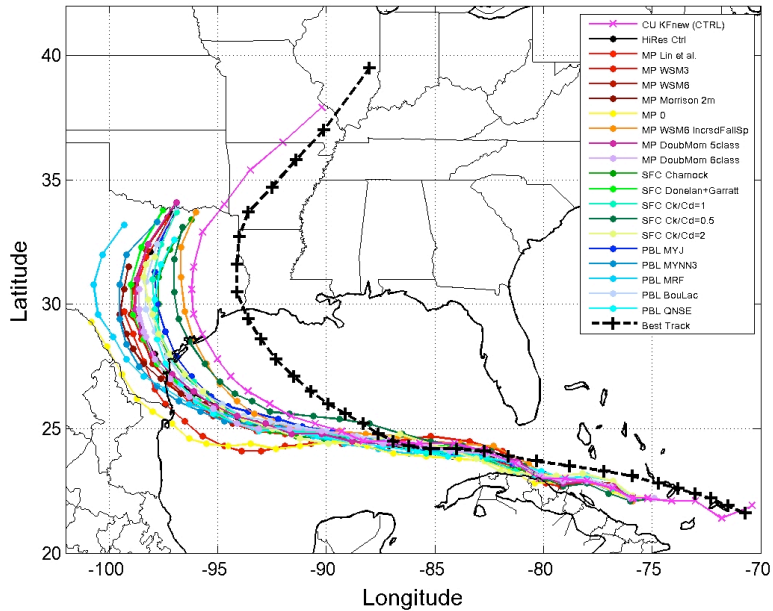 40
35
30
25
20
Latitude
-100
-95
-90
-85
-80
-75
-70
Longitude
CU KFnew (CTRL)
HiRes Ctrl
MP Lin et al.
MP WSM3
MP WSM6
MP Morrison 2m
MP 0
MP WSM6 IncrsdFallSp
MP DoubMom 5class
MP DoubMom 6class
SFC Charnock
SFC Donelan+Garratt
SFC Ck/Cd=1
SFC Ck/Cd=0.5
SFC Ck/Cd=2
PBL MYJ
PBL MYNN3
PBL MRF
PBL BouLac
PBL QNSE
Best Track